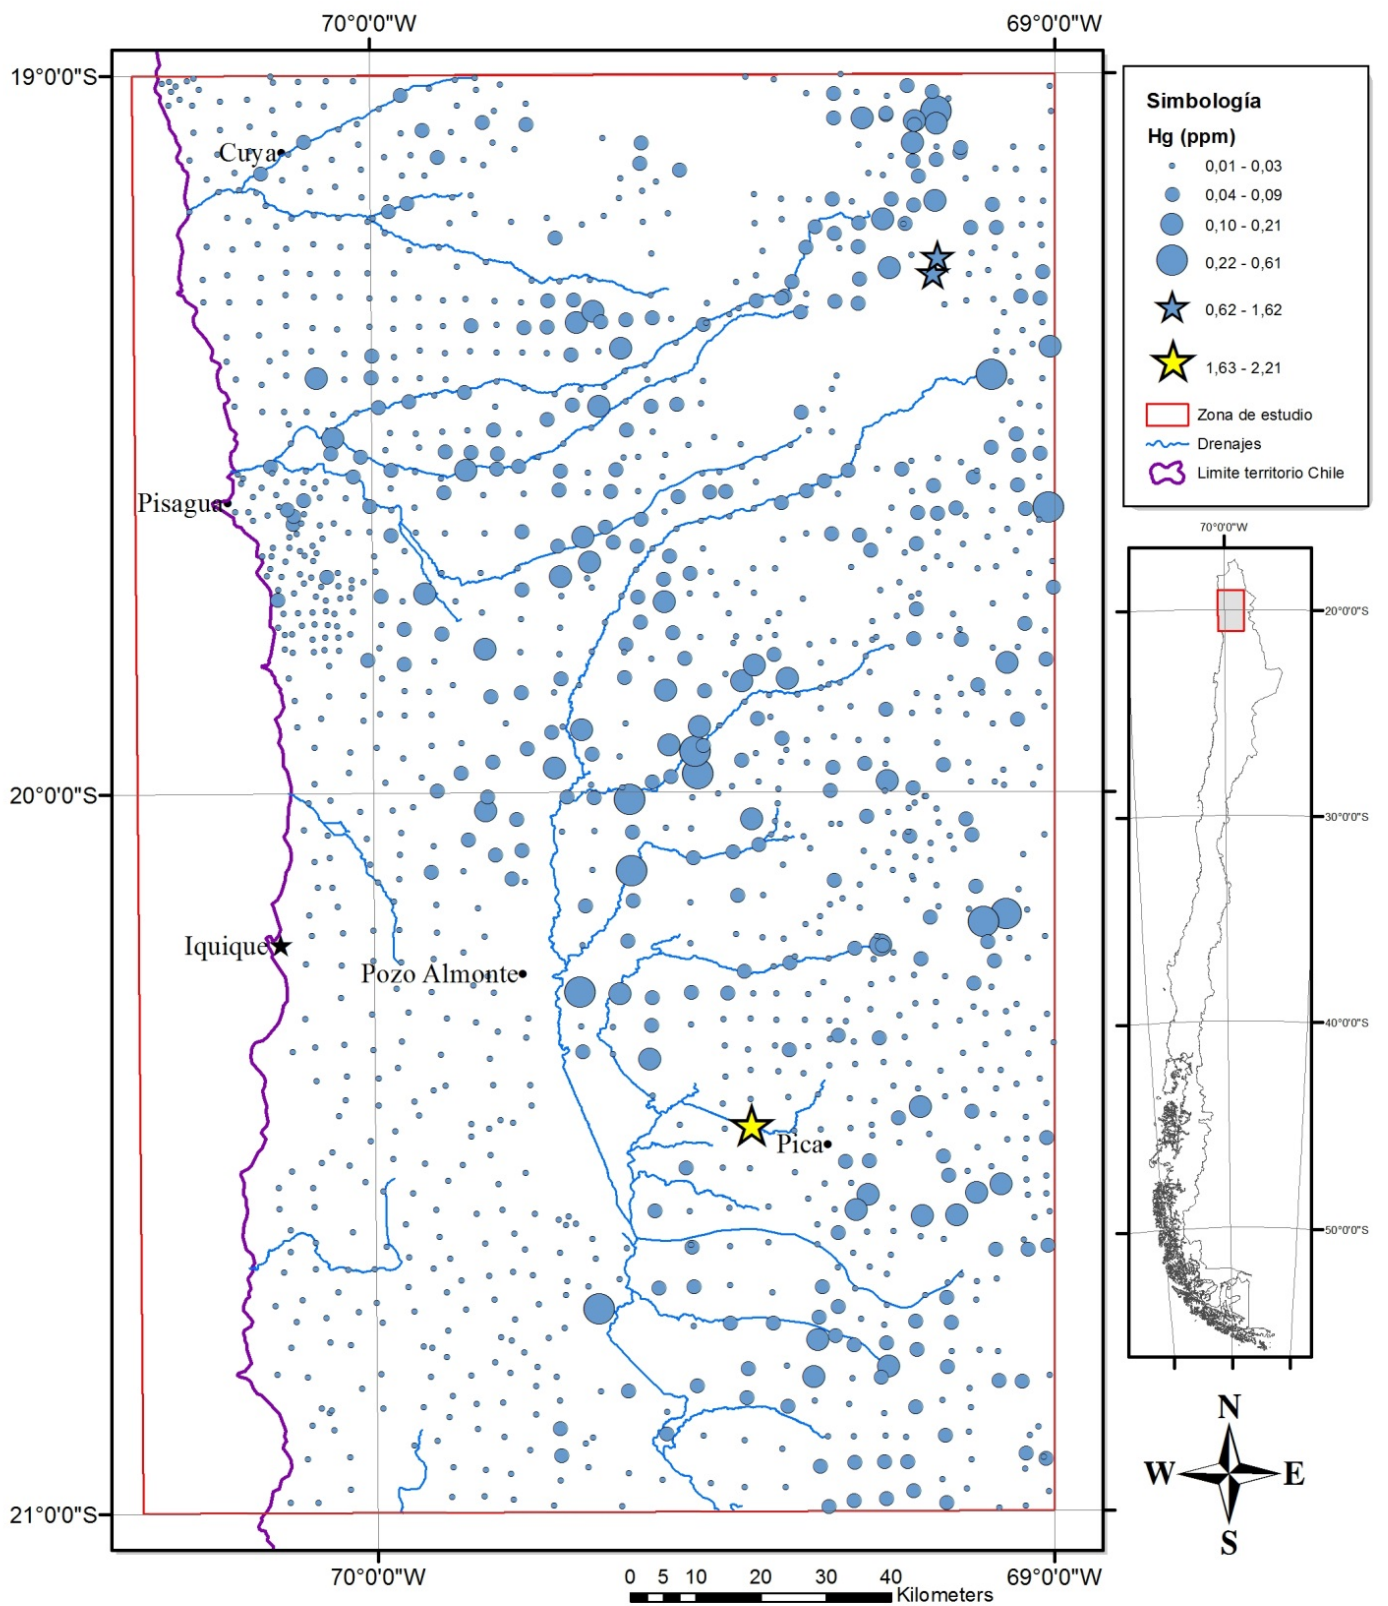 70°0'0"W
69°0'0"W
19°0'0"S
Cuya
Pisagua
20°0'0"S
Iquique
Pozo Almonte
Pica
21°0'0"S
70°0'0"W
69°0'0"W
0 5 10 20 30 40
Kilometers
Simbología
Hg (ppm)
0,01 - 0,03
0,04 - 0,09
0,10 - 0,21
0,22 - 0,61
0,62 - 1,62
1,63 - 2,21
Zona de estudio
Drenajes
Limite territorio Chile
70°0'0"W
20°0'0"S
30°0'0"S
40°0'0"S
50°0'0"S
N
W E
S